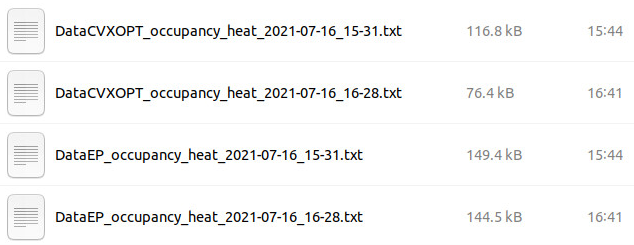 DataCVXOPT_occupancy_heat_2021-07-16_15-31.txt 116.8 kB 15:44
DataCVXOPT_occupancy_heat_2021-07-16_16-28.txt 76.4 kB 16:41
DataEP_occupancy_heat_2021-07-16_15-31.txt 149.4 kB 15:44
DataEP_occupancy_heat_2021-07-16_16-28.txt 144.5 kB 16:41